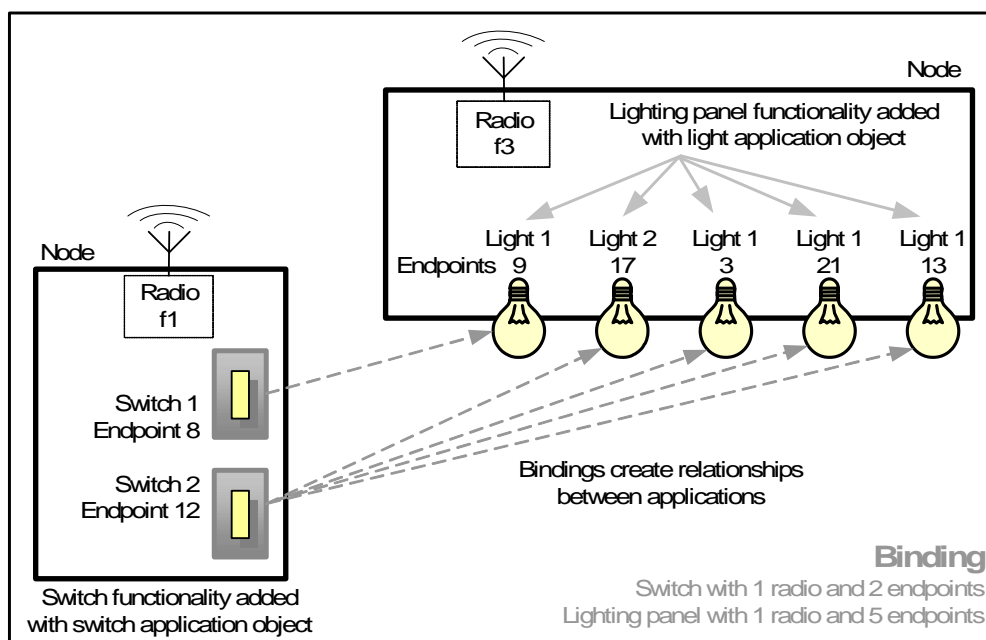 Node
Radio
f3
Lighting panel functionality added
with light application object
Light 1 Light 2 Light 1 Light 1 Light 1
Endpoints 9 17 3 21 13
Node
Radio
f1
Switch 1
Endpoint 8
Switch 2
Endpoint 12
Bindings create relationships
between applications
Switch functionality added
with switch application object
Binding
Switch with 1 radio and 2 endpoints
Lighting panel with 1 radio and 5 endpoints